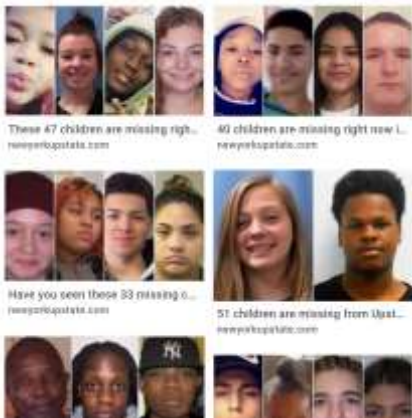 These 47 children are missing righ...
newyorkupstate.com
40 children are missing right now i...
newyorkupstate.com
Have you seen these 33 missing c...
newyorkupstate.com
51 children are missing from Upst...
newyorkupstate.com
NY